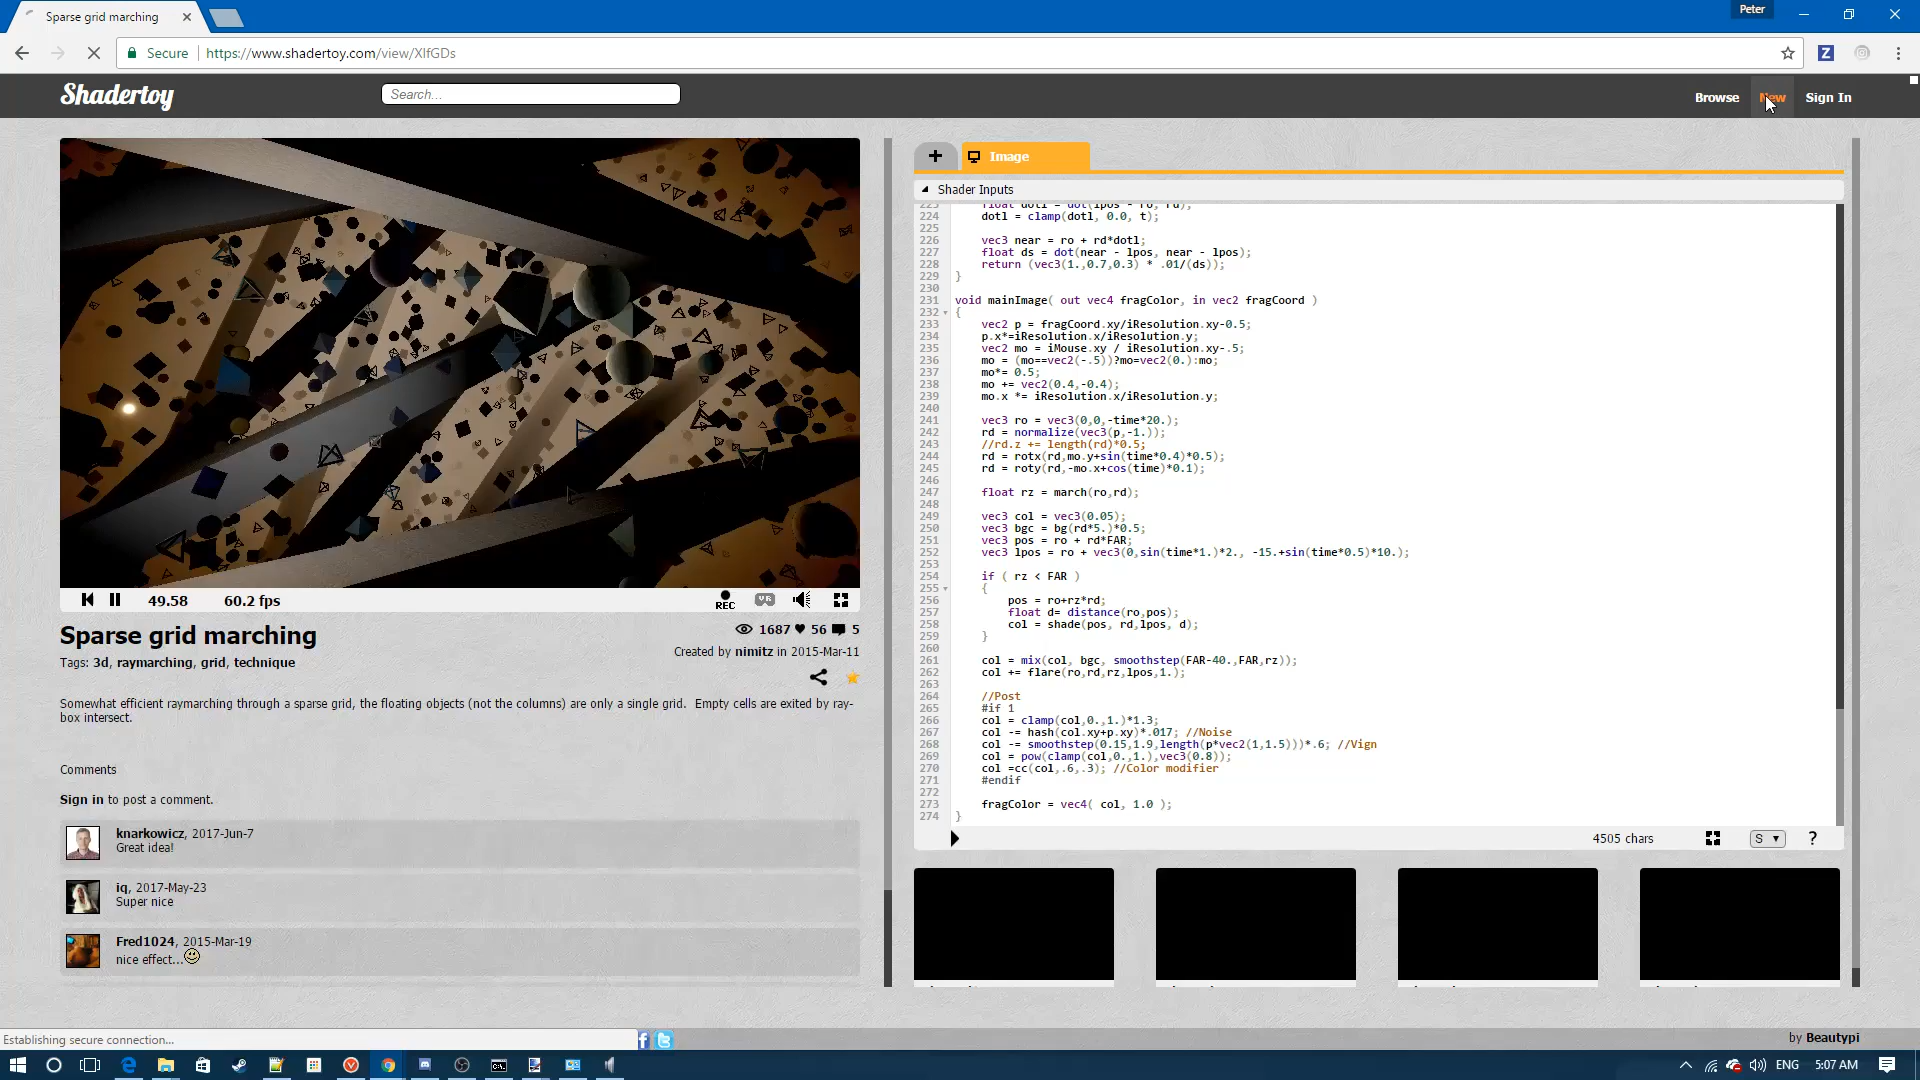 Sparse grid marching
Peter
Secure
https://www.shadertoy.com/view/XlfGDs
Shadertoy
Search...
Browse
New
Sign In
49.58
60.2 fps
REC
Sparse grid marching
1687 56 5
Tags: 3d, raymarching, grid, technique
Created by nimitz in 2015-Mar-11
Somewhat efficient raymarching through a sparse grid, the floating objects (not the columns) are only a single grid. Empty cells are exited by ray-
box intersect.
Comments
Sign in to post a comment.
knarkowicz, 2017-Jun-7
Great idea!
iq, 2017-May-23
Super nice
Fred1024, 2015-Mar-19
nice effect...
+
Image
Shader Inputs
223 float dotl = dot(lpos - ro, rd);
224 dotl = clamp(dotl, 0.0, t);
225
226 vec3 near = ro + rd*dotl;
227 float ds = dot(near - lpos, near - lpos);
228 return (vec3(1.,0.7,0.3) * .01/(ds));
229 }
230
231 void mainImage( out vec4 fragColor, in vec2 fragCoord )
232 {
233 vec2 p = fragCoord.xy/iResolution.xy-0.5;
234 p.x*=iResolution.x/iResolution.y;
235 vec2 mo = iMouse.xy / iResolution.xy-.5;
236 mo = (mo==vec2(-.5))?mo=vec2(0.):mo;
237 mo*= 0.5;
238 mo += vec2(0.4,-0.4);
239 mo.x *= iResolution.x/iResolution.y;
240
241 vec3 ro = vec3(0,0,-time*20.);
242 rd = normalize(vec3(p,-1.));
243 //rd.z += length(rd)*0.5;
244 rd = rotx(rd,mo.y+sin(time*0.4)*0.5);
245 rd = roty(rd,-mo.x+cos(time)*0.1);
246
247 float rz = march(ro,rd);
248
249 vec3 col = vec3(0.05);
250 vec3 bgc = bg(rd*5.)*0.5;
251 vec3 pos = ro + rd*FAR;
252 vec3 lpos = ro + vec3(0,sin(time*1.)*2., -15.+sin(time*0.5)*10.);
253
254 if ( rz < FAR )
255 {
256 pos = ro+rz*rd;
257 float d= distance(ro,pos);
258 col = shade(pos, rd,lpos, d);
259 }
260
261 col = mix(col, bgc, smoothstep(FAR-40.,FAR,rz));
262 col += flare(ro,rd,rz,lpos,1.);
263
264 //Post
265 #if 1
266 col = clamp(col,0.,1.)*1.3;
267 col -= hash(col.xy+p.xy)*.017; //Noise
268 col -= smoothstep(0.15,1.9,length(p*vec2(1,1.5)))*.6; //Vign
269 col = pow(clamp(col,0.,1.),vec3(0.8));
270 col =cc(col,.6,.3); //Color modifier
271 #endif
272
273 fragColor = vec4( col, 1.0 );
274 }
4505 chars
S
?
Establishing secure connection...
by Beautypi
ENG
5:07 AM